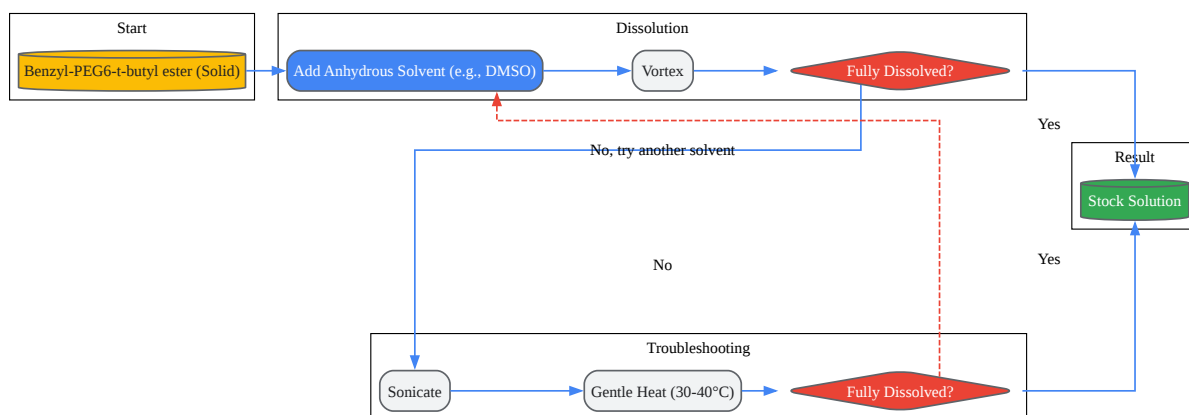 Start
Benzyl-PEG6-t-butyl ester (Solid)
Dissolution
Add Anhydrous Solvent (e.g., DMSO)
Vortex
Fully Dissolved?
Yes
No, try another solvent
Result
Stock Solution
No
Yes
Troubleshooting
Sonicate
Gentle Heat (30-40°C)
Fully Dissolved?